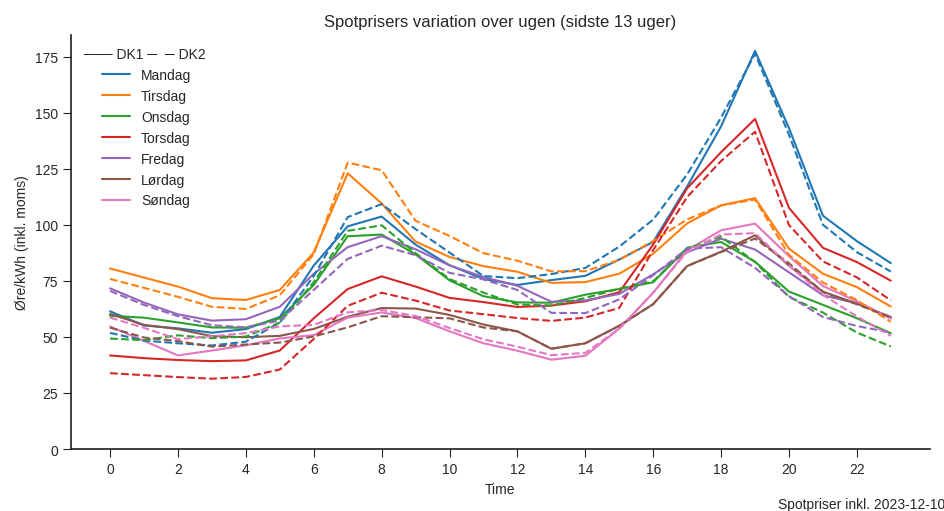 Spotprisers variation over ugen (sidste 13 uger)
DK1 DK2
Mandag
Tirsdag
Onsdag
Torsdag
Fredag
Lørdag
Søndag
Øre/kWh (inkl. moms)
175
150
125
100
75
50
25
0
0 2 4 6 8 10 12 14 16 18 20 22
Time
Spotpriser inkl. 2023-12-10